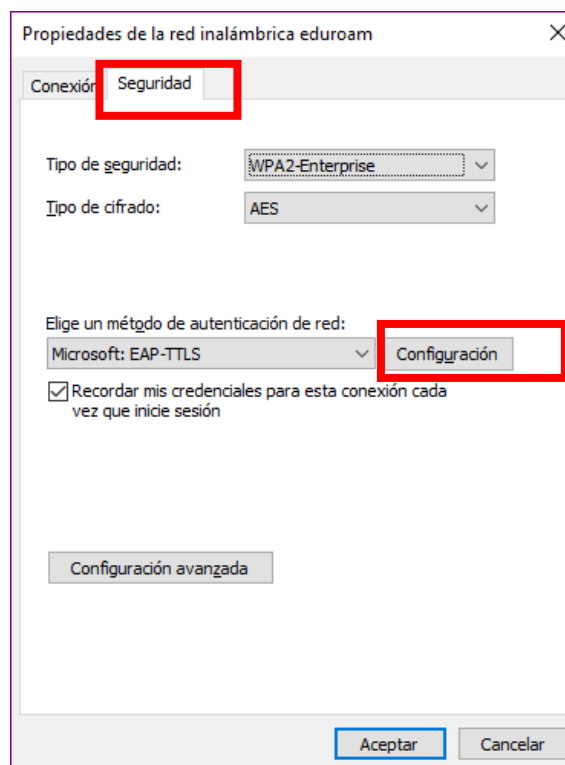 Propiedades de la red inalámbrica eduroam
Conexión Seguridad
Tipo de seguridad: WPA2-Enterprise
Tipo de cifrado: AES
Elige un método de autenticación de red:
Microsoft: EAP-TTLS Configuración
Recordar mis credenciales para esta conexión cada
vez que inicie sesión
Configuración avanzada
Aceptar Cancelar